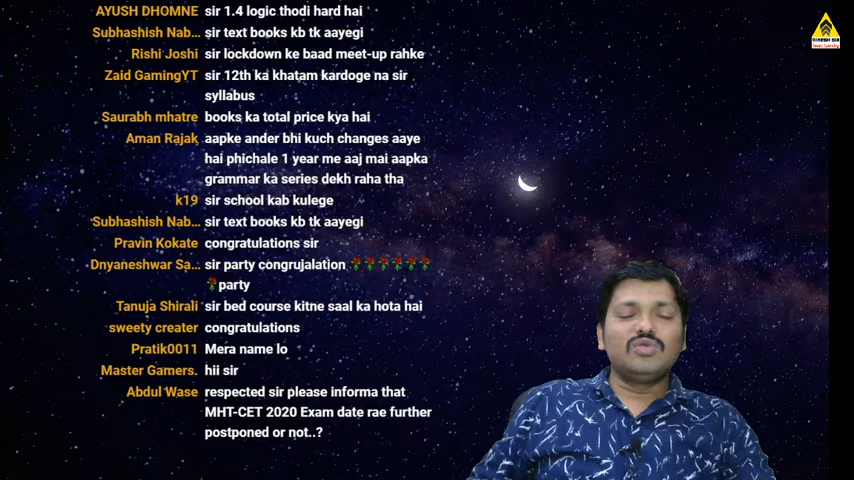 AYUSH DHOMNE sir 1.4 logic thodi hard hai
Subhashish Nab... sir text books kb tk aayegi
Rishi Joshi sir lockdown ke baad meet-up rahke
Zaid GamingYT sir 12th ka khatam kardoge na sir
syllabus
Saurabh mhatre books ka total price kya hai
Aman Rajak aapke ander bhi kuch changes aaye
hai phichale 1 year me aaj mai aapka
grammar ka series dekh raha tha
k19 sir school kab kulege
Subhashish Nab... sir text books kb tk aayegi
Pravin Kokate congratulations sir
Dnyaneshwar Sa... sir party congrujalation 🌹🌹🌹🌹🌹🌹
🌹party
Tanuja Shirali sir bed course kitne saal ka hota hai
sweety creater congratulations
Pratik0011 Mera name lo
Master Gamers. hii sir
Abdul Wase respected sir please informa that
MHT-CET 2020 Exam date rae further
postponed or not..?
DINESH SIR